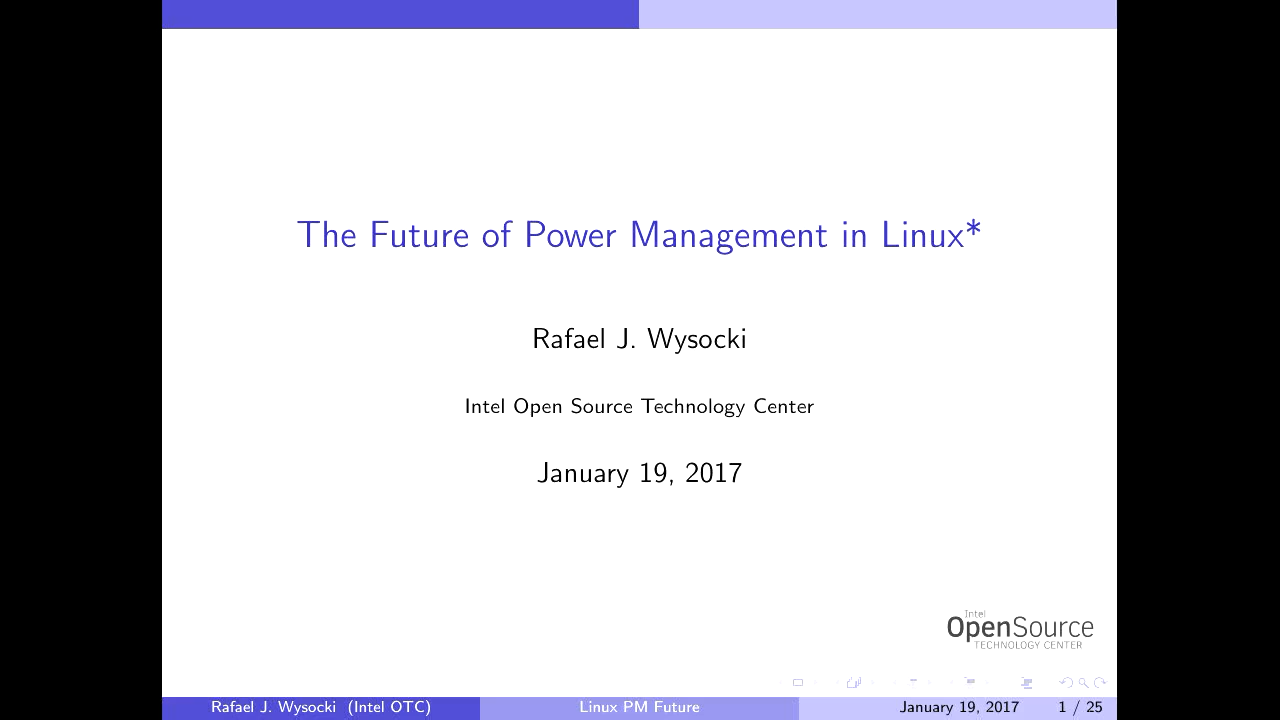 The Future of Power Management in Linux*
Rafael J. Wysocki
Intel Open Source Technology Center
January 19, 2017
Intel
OpenSource
TECHNOLOGY CENTER
Rafael J. Wysocki (Intel OTC)
Linux PM Future
January 19, 2017
1 / 25